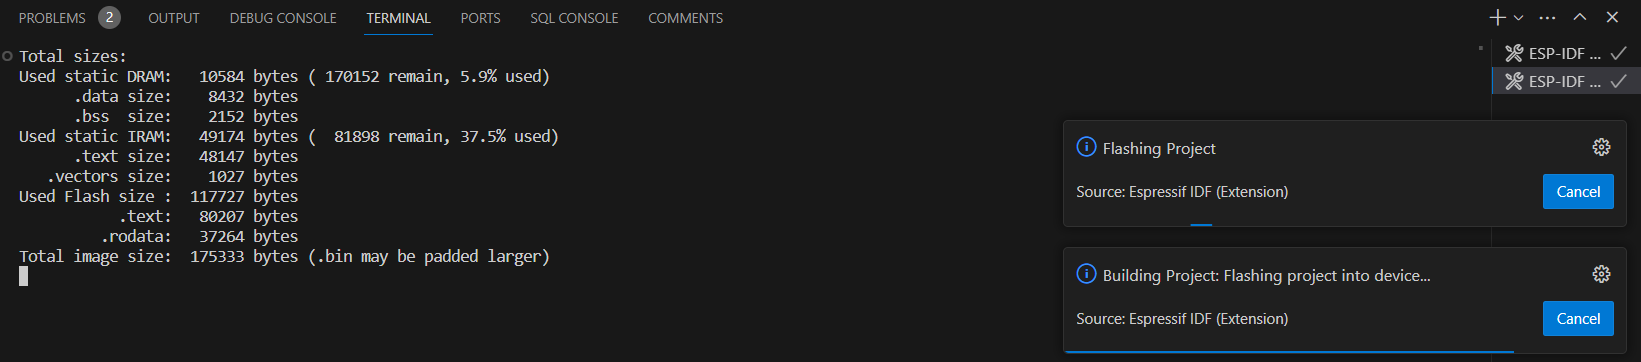 PROBLEMS 2 OUTPUT DEBUG CONSOLE TERMINAL PORTS SQL CONSOLE COMMENTS
Total sizes:
Used static DRAM:   10584 bytes ( 170152 remain, 5.9% used)
      .data size:    8432 bytes
      .bss  size:    2152 bytes
Used static IRAM:   49174 bytes (  81898 remain, 37.5% used)
      .text size:   48147 bytes
   .vectors size:    1027 bytes
Used Flash size :  117727 bytes
           .text:   80207 bytes
         .rodata:   37264 bytes
Total image size:  175333 bytes (.bin may be padded larger)
ESP-IDF ...
ESP-IDF ...
Flashing Project
Source: Espressif IDF (Extension)
Cancel
Building Project: Flashing project into device...
Source: Espressif IDF (Extension)
Cancel